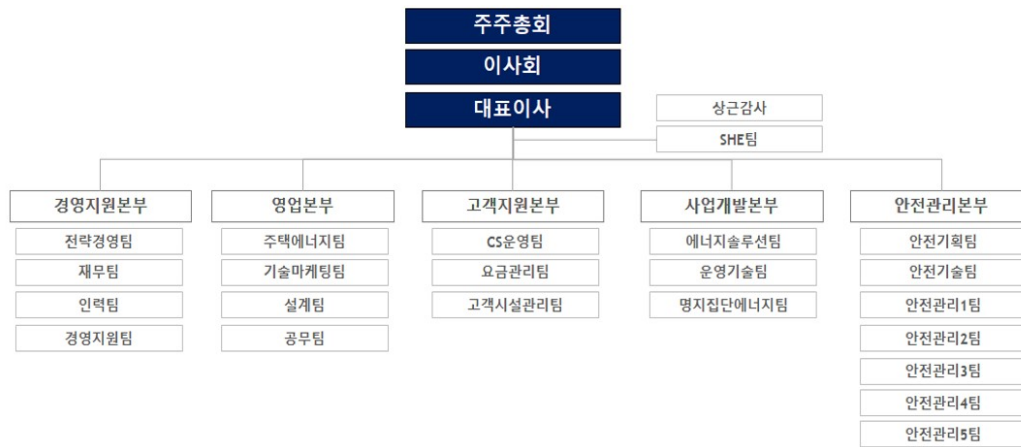 주주총회
이사회
대표이사
상근감사
SHE팀
경영지원본부
전략경영팀
재무팀
인력팀
경영지원팀
영업본부
주택에너지팀
기술마케팅팀
설계팀
공무팀
고객지원본부
CS운영팀
요금관리팀
고객시설관리팀
사업개발본부
에너지솔루션팀
운영기술팀
명지집단에너지팀
안전관리본부
안전기획팀
안전기술팀
안전관리1팀
안전관리2팀
안전관리3팀
안전관리4팀
안전관리5팀